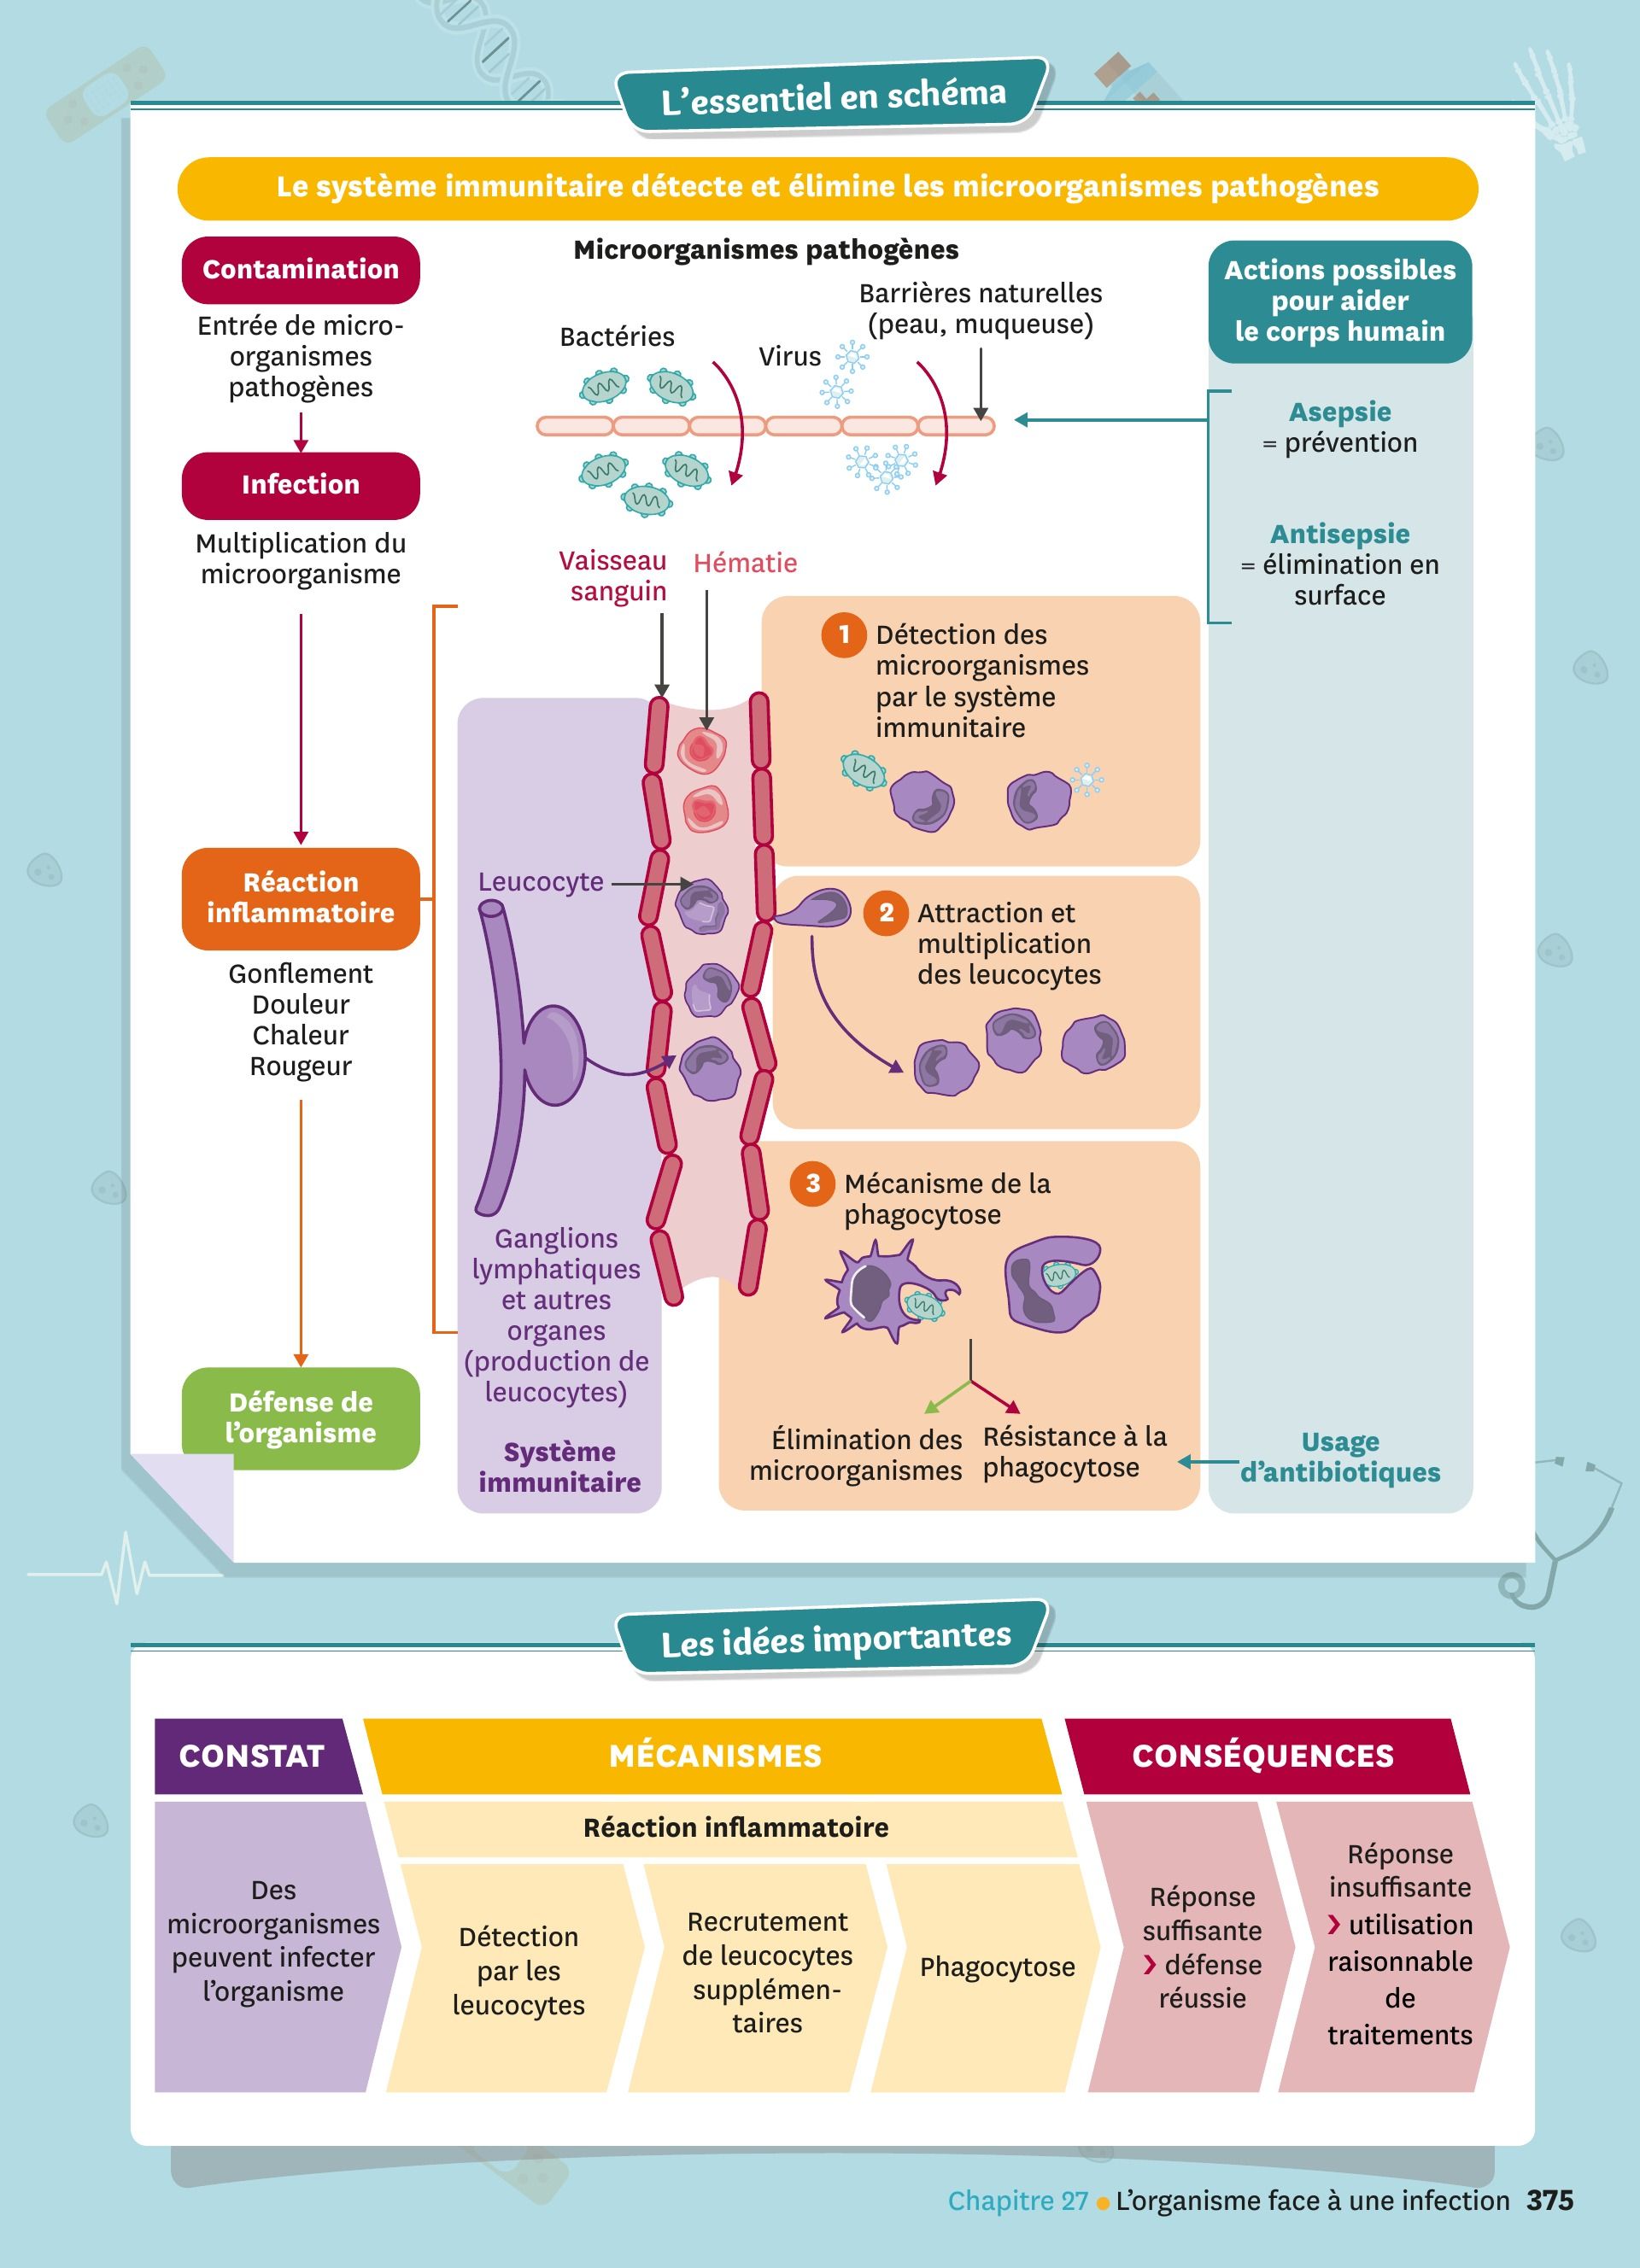 L'essentiel en schéma
Le système immunitaire détecte et élimine les microorganismes pathogènes
Contamination
Entrée de micro-
organismes
pathogènes
Infection
Multiplication du
microorganisme
Réaction
inflammatoire
Gonflement
Douleur
Chaleur
Rougeur
Défense de
l'organisme
Microorganismes pathogènes
Bactéries
Virus
Barrières naturelles
(peau, muqueuse)
Vaisseau
sanguin
Hématie
Leucocyte
Ganglions
lymphatiques
et autres
organes
(production de
leucocytes)
Système
immunitaire
1 Détection des
microorganismes
par le système
immunitaire
2 Attraction et
multiplication
des leucocytes
3 Mécanisme de la
phagocytose
Élimination des
microorganismes
Résistance à la
phagocytose
Actions possibles
pour aider
le corps humain
Asepsie
= prévention
Antisepsie
= élimination en
surface
Usage
d'antibiotiques
Les idées importantes
CONSTAT
Des
microorganismes
peuvent infecter
l'organisme
MÉCANISMES
Réaction inflammatoire
Détection
par les
leucocytes
Recrutement
de leucocytes
supplémen-
taires
Phagocytose
CONSÉQUENCES
Réponse
suffisante
› défense
réussie
Réponse
insuffisante
› utilisation
raisonnable
de
traitements
Chapitre 27 • L'organisme face à une infection 375